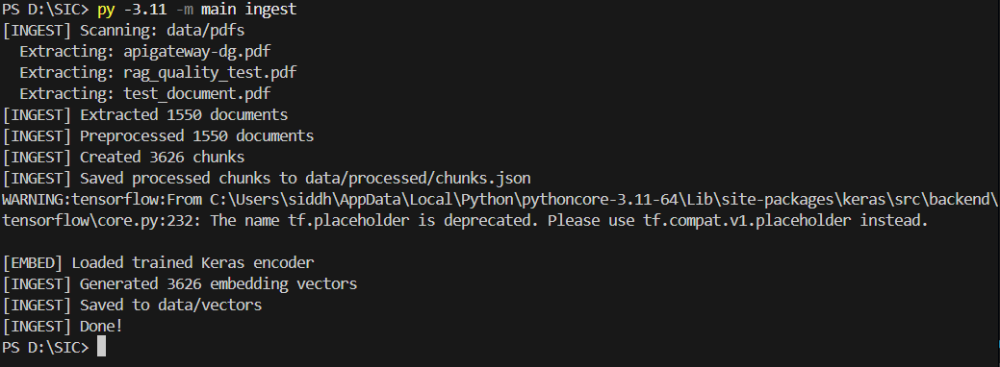 PS D:\SIC> py -3.11 -m main ingest
[INGEST] Scanning: data/pdfs
  Extracting: apigateway-dg.pdf
  Extracting: rag_quality_test.pdf
  Extracting: test_document.pdf
[INGEST] Extracted 1550 documents
[INGEST] Preprocessed 1550 documents
[INGEST] Created 3626 chunks
[INGEST] Saved processed chunks to data/processed/chunks.json
WARNING:tensorflow:From C:\Users\siddh\AppData\Local\Python\pythoncore-3.11-64\Lib\site-packages\keras\src\backend\
tensorflow\core.py:232: The name tf.placeholder is deprecated. Please use tf.compat.v1.placeholder instead.

[EMBED] Loaded trained Keras encoder
[INGEST] Generated 3626 embedding vectors
[INGEST] Saved to data/vectors
[INGEST] Done!
PS D:\SIC>